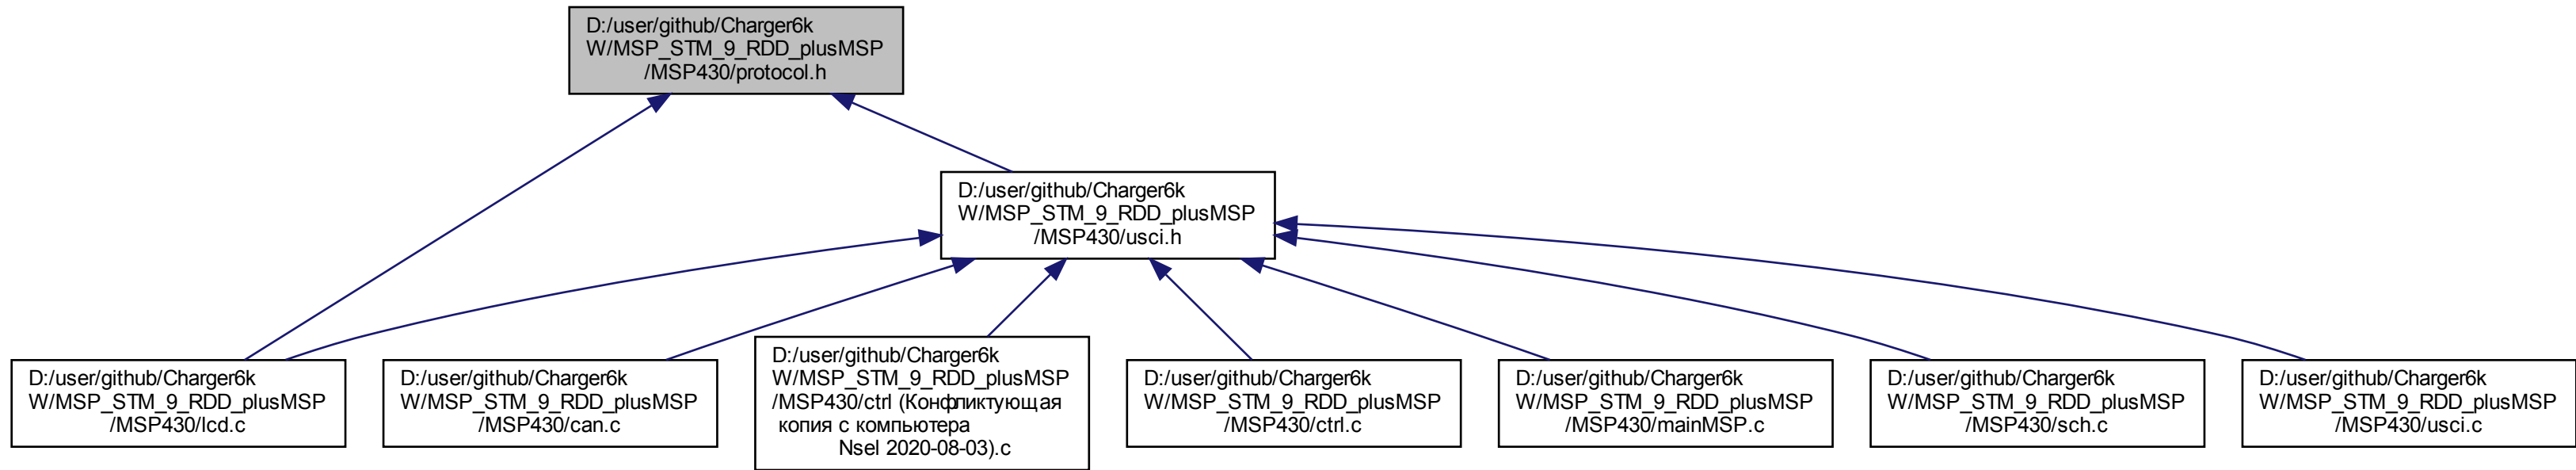 D:/user/github/Charger6k
W/MSP_STM_9_RDD_plusMSP
/MSP430/protocol.h
D:/user/github/Charger6k
W/MSP_STM_9_RDD_plusMSP
/MSP430/usci.h
D:/user/github/Charger6k
W/MSP_STM_9_RDD_plusMSP
/MSP430/lcd.c
D:/user/github/Charger6k
W/MSP_STM_9_RDD_plusMSP
/MSP430/can.c
D:/user/github/Charger6k
W/MSP_STM_9_RDD_plusMSP
/MSP430/ctrl (Конфликтующая
копия с компьютера
Nsel 2020-08-03).c
D:/user/github/Charger6k
W/MSP_STM_9_RDD_plusMSP
/MSP430/ctrl.c
D:/user/github/Charger6k
W/MSP_STM_9_RDD_plusMSP
/MSP430/mainMSP.c
D:/user/github/Charger6k
W/MSP_STM_9_RDD_plusMSP
/MSP430/sch.c
D:/user/github/Charger6k
W/MSP_STM_9_RDD_plusMSP
/MSP430/usci.c